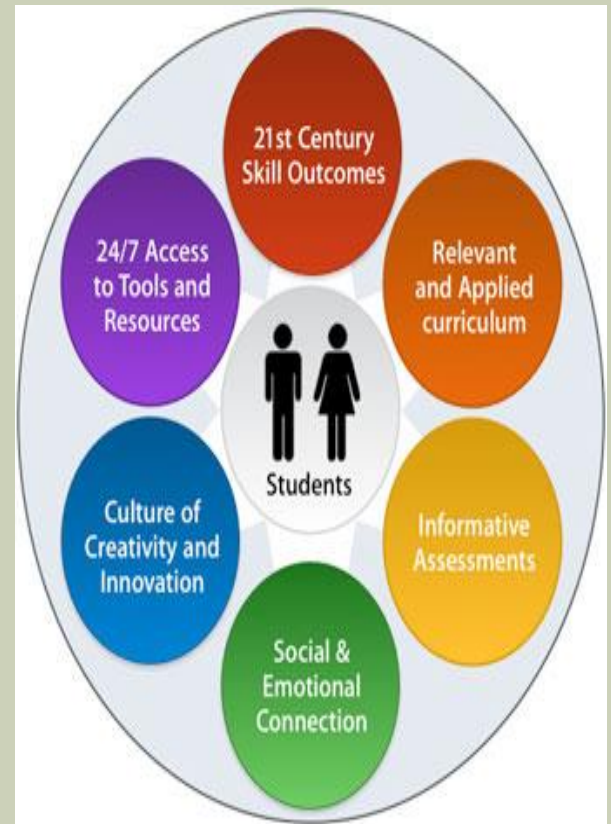 21st Century
Skill Outcomes
Relevant
and Applied
curriculum
Informative
Assessments
Social &
Emotional
Connection
Culture of
Creativity and
Innovation
24/7 Access
to Tools and
Resources
Students